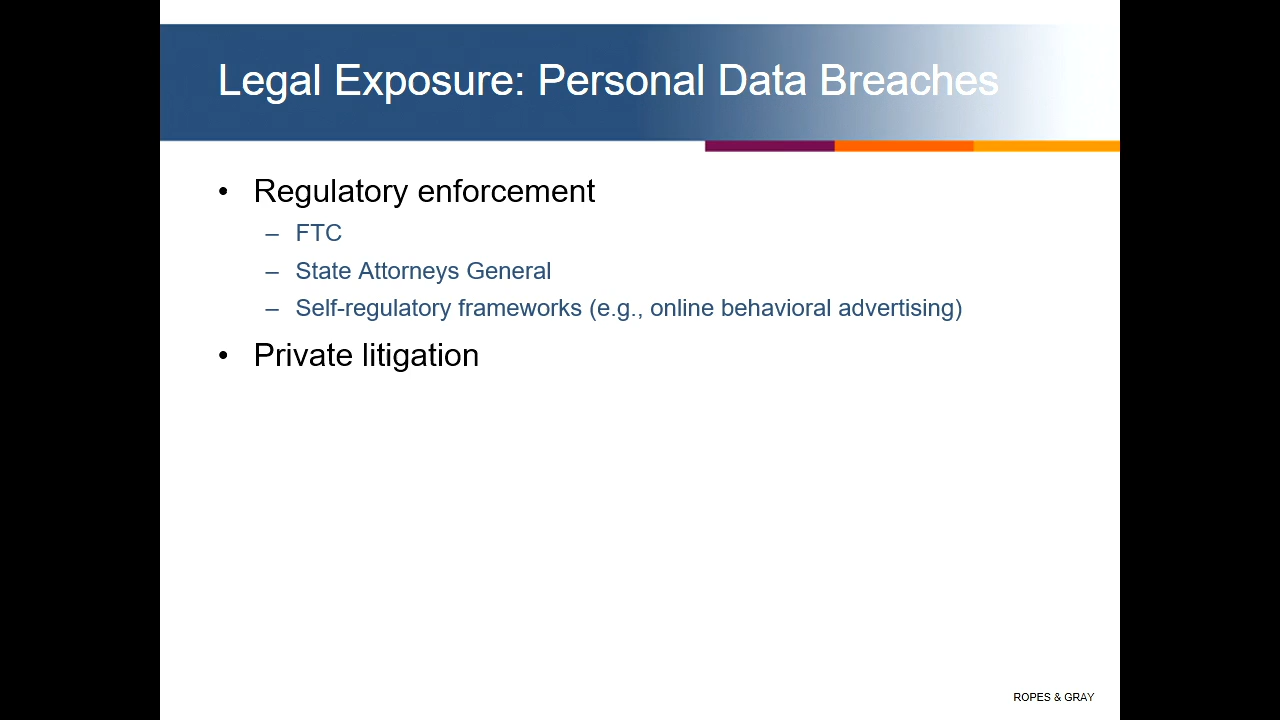 Legal Exposure: Personal Data Breaches
• Regulatory enforcement
– FTC
– State Attorneys General
– Self-regulatory frameworks (e.g., online behavioral advertising)
• Private litigation
ROPES & GRAY